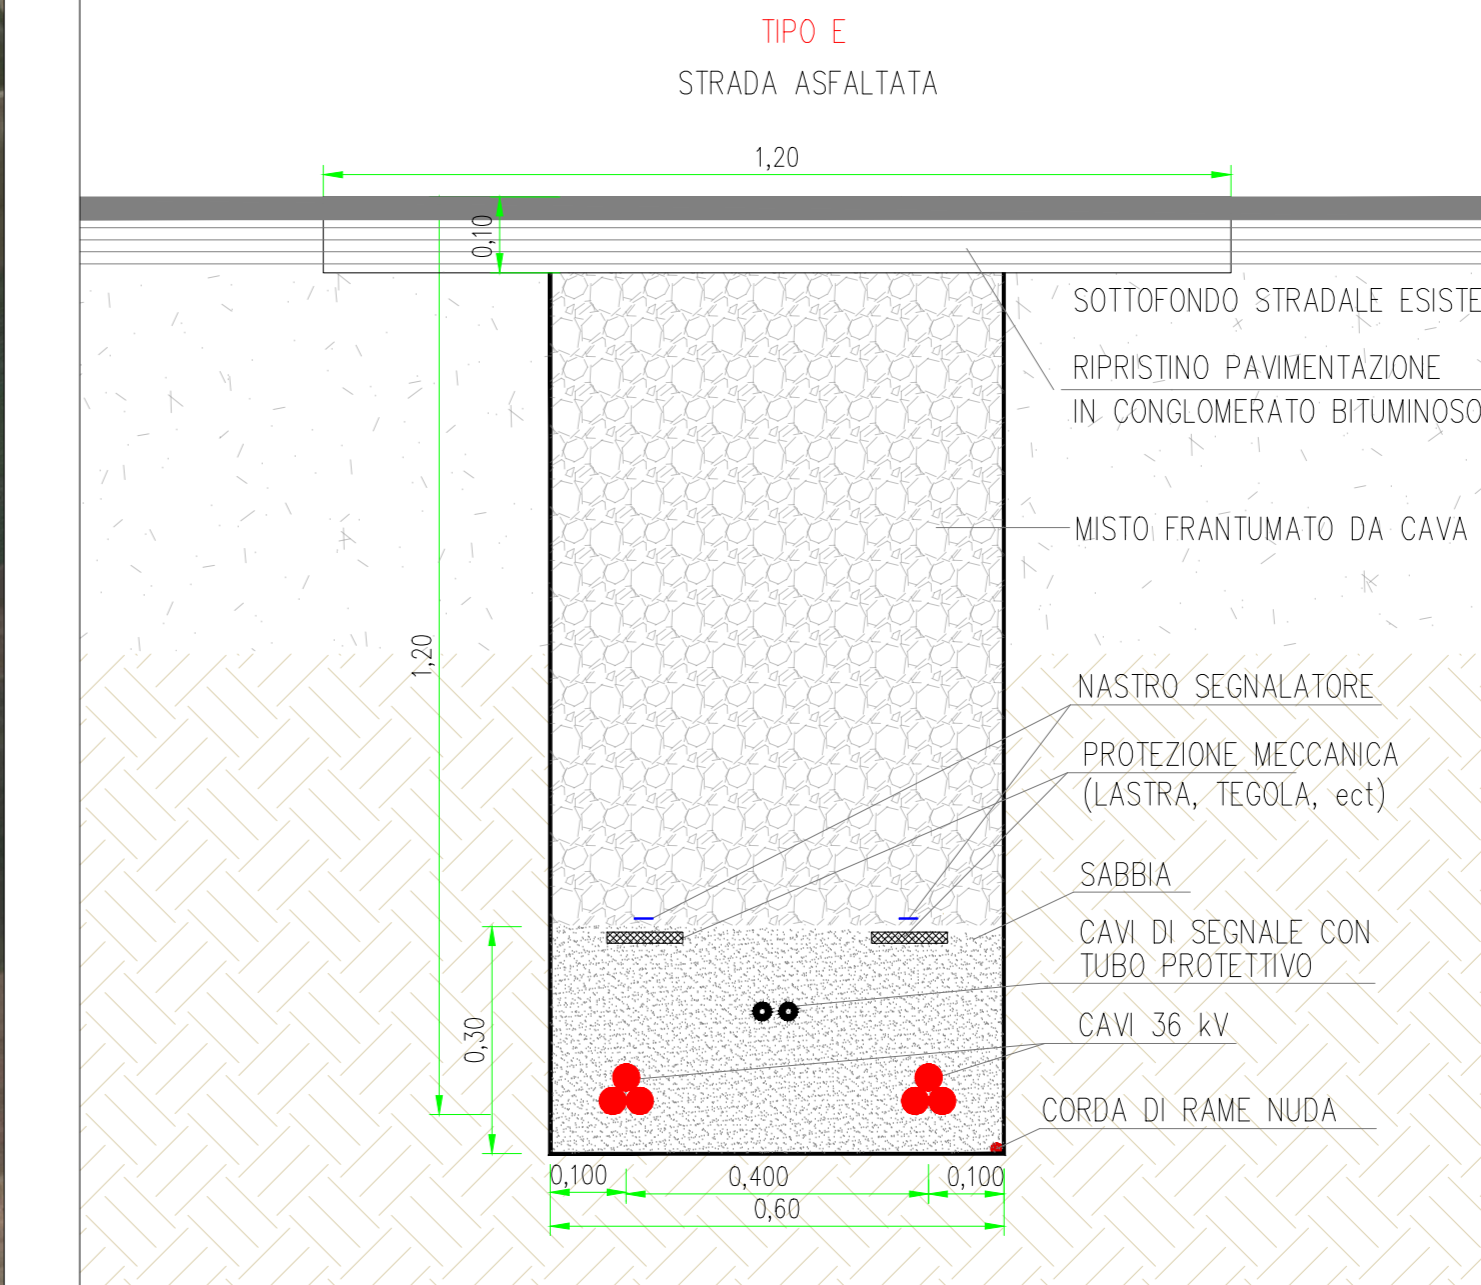 TIPO E
STRADA ASFALTATA
1,20
0,10
SOTTOFONDO STRADALE ESISTE
RIPRISTINO PAVIMENTAZIONE
IN CONGLOMERATO BITUMINOSO
MISTO FRANTUMATO DA CAVA
1,20
NASTRO SEGNALATORE
PROTEZIONE MECCANICA
(LASTRA, TEGOLA, ect)
SABBIA
CAVI DI SEGNALE CON
TUBO PROTETTIVO
0,30
CAVI 36 kV
CORDA DI RAME NUDA
0,100 0,400 0,100
0,60